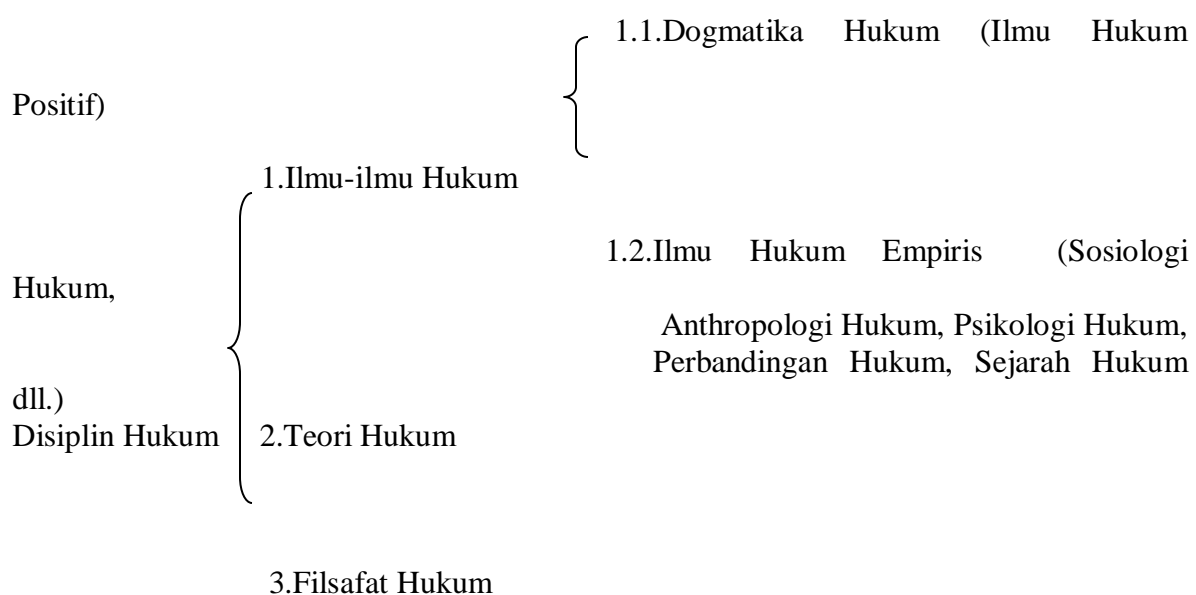 1.1.Dogmatika Hukum (Ilmu Hukum
Positif)
1.Ilmu-ilmu Hukum
1.2.Ilmu Hukum Empiris (Sosiologi
Hukum,
Anthropologi Hukum, Psikologi Hukum,
Perbandingan Hukum, Sejarah Hukum
dll.)
Disiplin Hukum 2.Teori Hukum
3.Filsafat Hukum